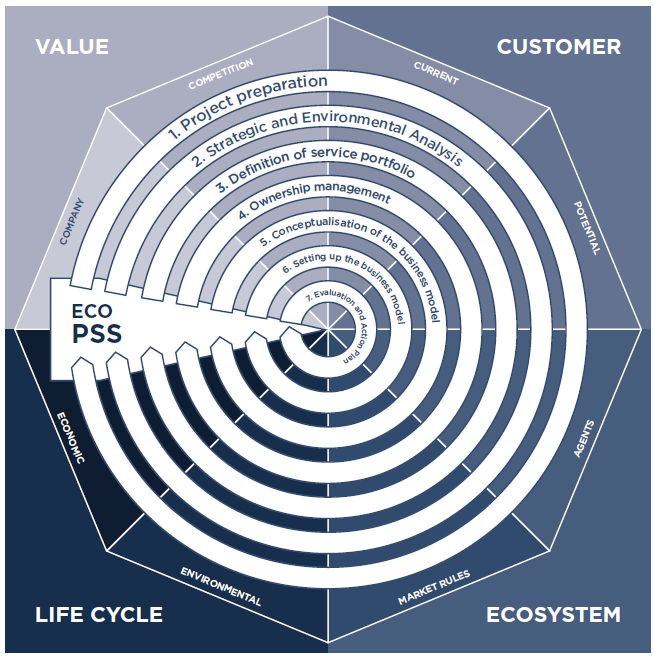 VALUE
CUSTOMER
COMPETITION
CURRENT
1. Project preparation
2. Strategic and Environmental Analysis
3. Definition of service portfolio
4. Ownership management
5. Conceptualisation of the business model
6. Setting up the business model
7. Evaluation and Action Plan
COMPANY
POTENTIAL
ECO
PSS
ECONOMIC
AGENTS
ENVIRONMENTAL
MARKET RULES
LIFE CYCLE
ECOSYSTEM